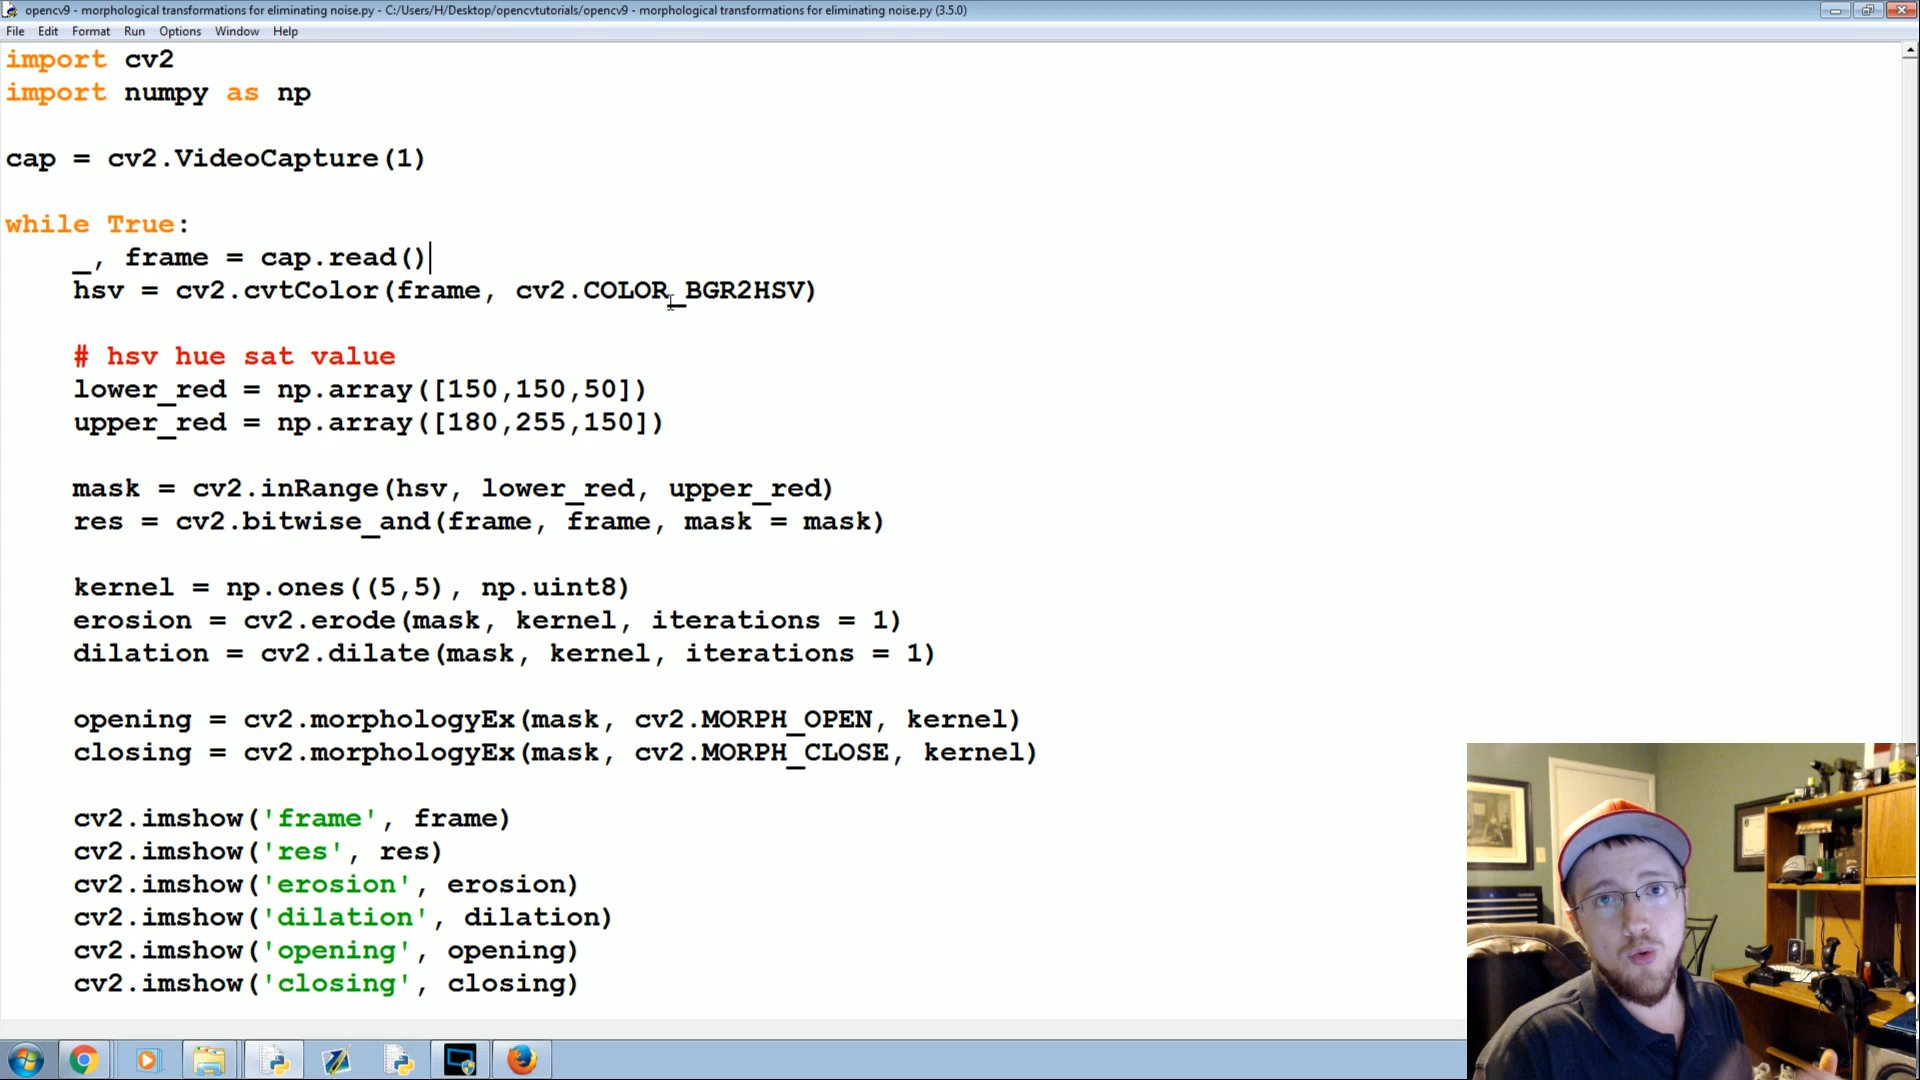 opencv9 - morphological transformations for eliminating noise.py - C:/Users/H/Desktop/opencvtutorials/opencv9 - morphological transformations for eliminating noise.py (3.5.0)
File Edit Format Run Options Window Help
import cv2
import numpy as np
cap = cv2.VideoCapture(1)
while True:
_, frame = cap.read()
hsv = cv2.cvtColor(frame, cv2.COLOR_BGR2HSV)
# hsv hue sat value
lower_red = np.array([150,150,50])
upper_red = np.array([180,255,150])
mask = cv2.inRange(hsv, lower_red, upper_red)
res = cv2.bitwise_and(frame, frame, mask = mask)
kernel = np.ones((5,5), np.uint8)
erosion = cv2.erode(mask, kernel, iterations = 1)
dilation = cv2.dilate(mask, kernel, iterations = 1)
opening = cv2.morphologyEx(mask, cv2.MORPH_OPEN, kernel)
closing = cv2.morphologyEx(mask, cv2.MORPH_CLOSE, kernel)
cv2.imshow('frame', frame)
cv2.imshow('res', res)
cv2.imshow('erosion', erosion)
cv2.imshow('dilation', dilation)
cv2.imshow('opening', opening)
cv2.imshow('closing', closing)